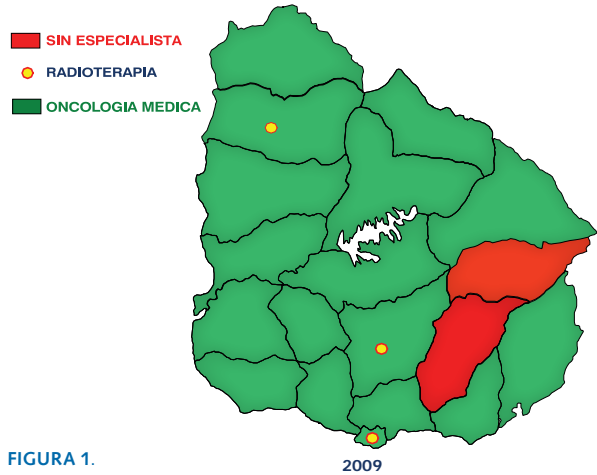 SIN ESPECIALISTA
RADIOTERAPIA
ONCOLOGIA MEDICA
FIGURA 1.
2009